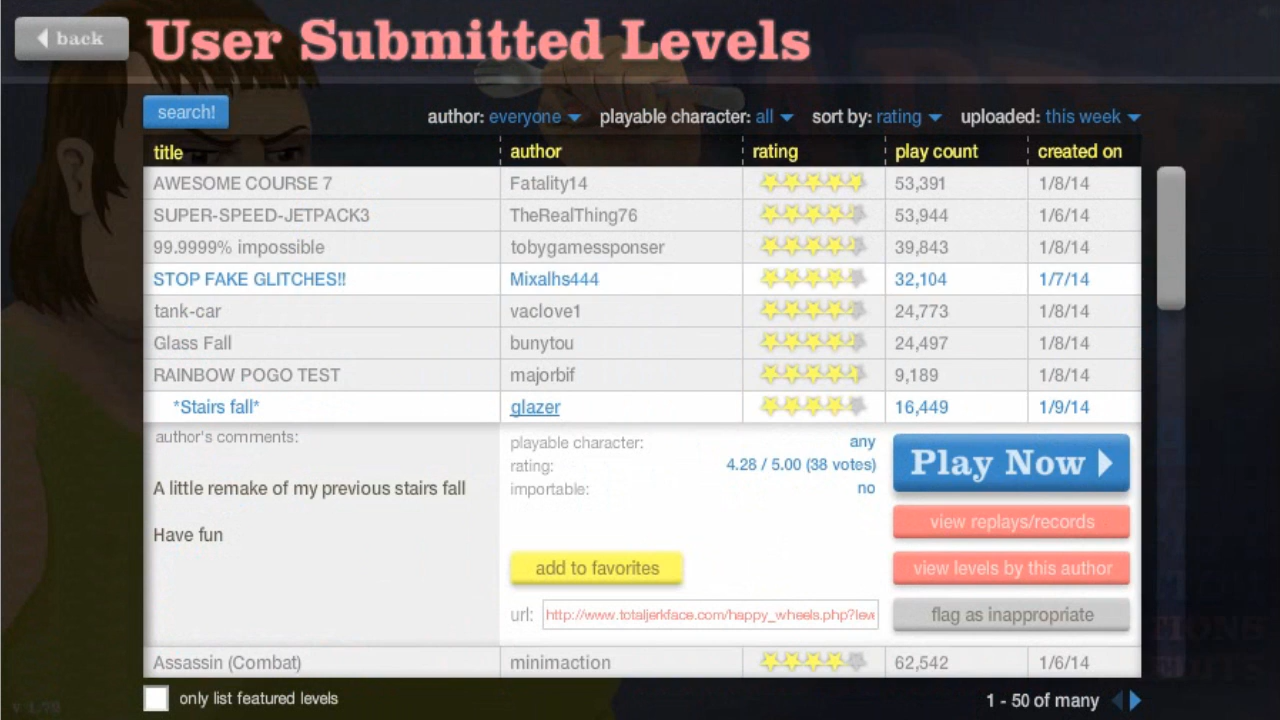 back
User Submitted Levels
search!
author: everyone playable character: all sort by: rating uploaded: this week
title author rating play count created on
AWESOME COURSE 7 Fatality14 53,391 1/8/14
SUPER-SPEED-JETPACK3 TheRealThing76 53,944 1/6/14
99.9999% impossible tobygamessponser 39,843 1/8/14
STOP FAKE GLITCHES!! Mixalhs444 32,104 1/7/14
tank-car vaclove1 24,773 1/8/14
Glass Fall bunytou 24,497 1/8/14
RAINBOW POGO TEST majorbif 9,189 1/8/14
*Stairs fall* glazer 16,449 1/9/14
author's comments:
A little remake of my previous stairs fall
Have fun
playable character: any
rating: 4.28 / 5.00 (38 votes)
importable: no
add to favorites
url: http://www.totaljerkface.com/happy_wheels.php?lev
Play Now
view replays/records
view levels by this author
flag as inappropriate
Assassin (Combat) minimaction 62,542 1/6/14
only list featured levels
1 - 50 of many